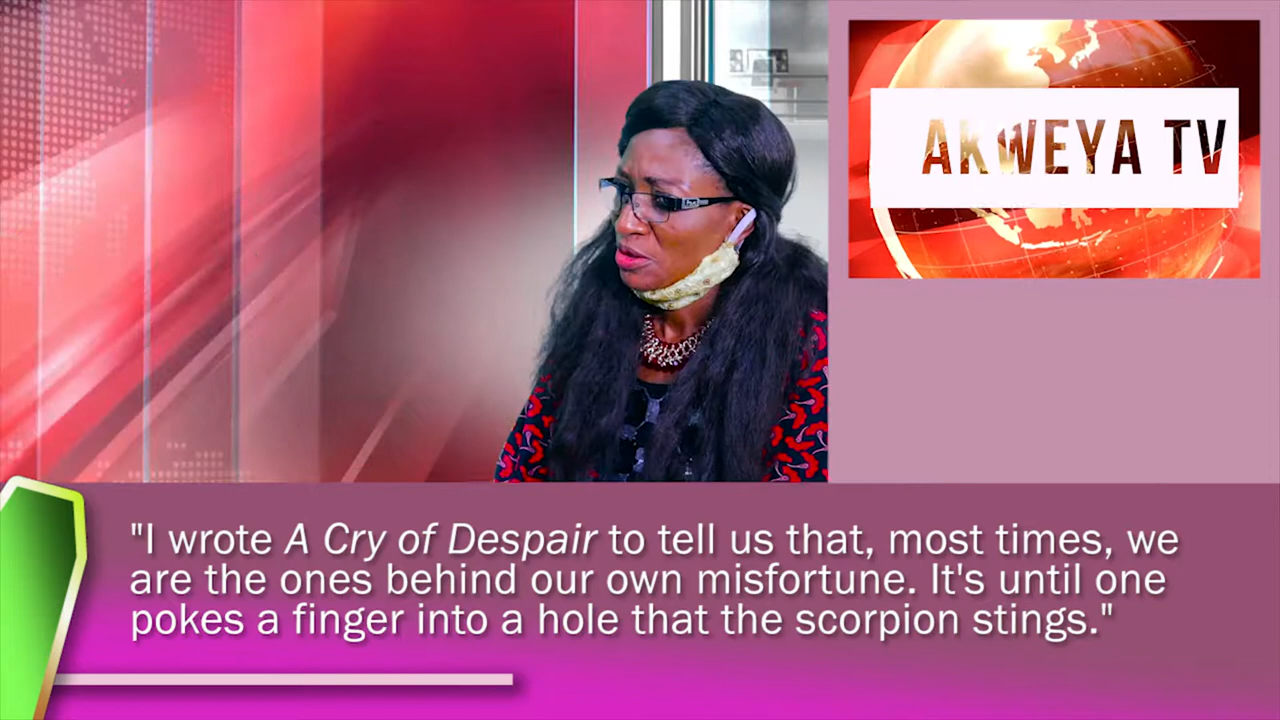 AKWEYA TV
"I wrote A Cry of Despair to tell us that, most times, we
are the ones behind our own misfortune. It's until one
pokes a finger into a hole that the scorpion stings."